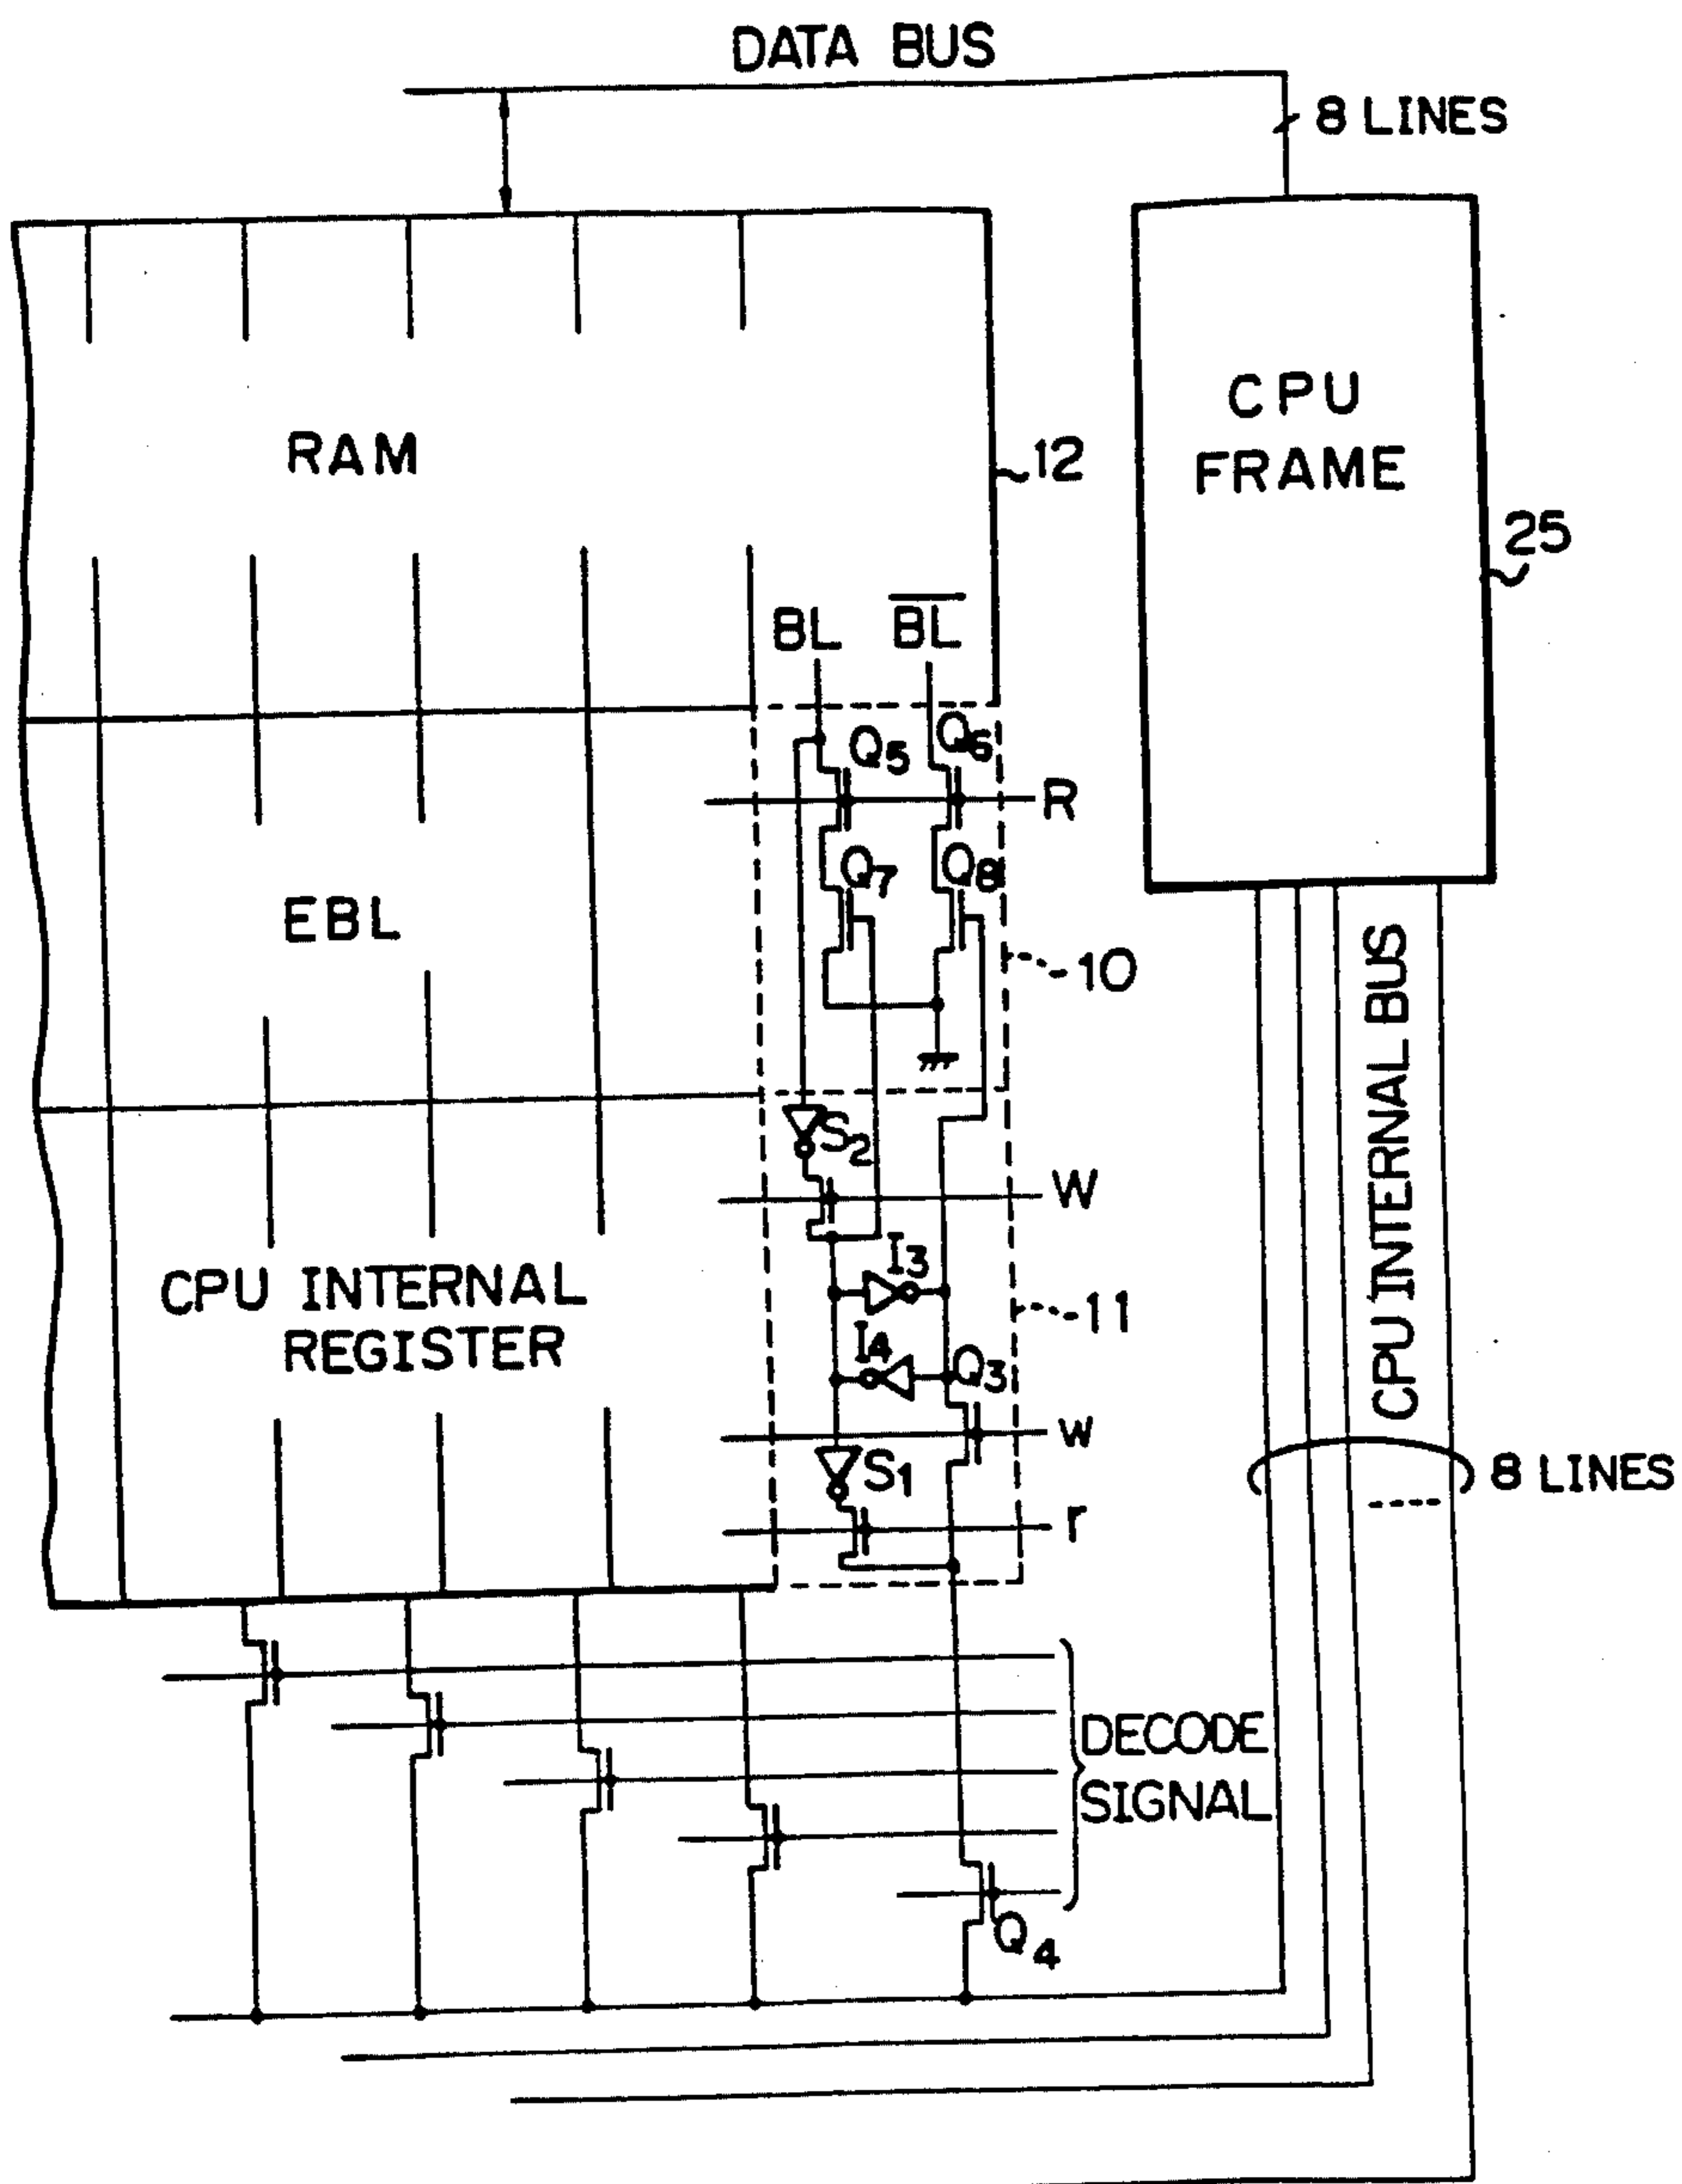 DATA BUS
8 LINES
RAM
12
CPU
FRAME
25
BL
BL
Q5
Q6
R
Q7
Q8
EBL
10
S2
W
I3
CPU INTERNAL
REGISTER
11
I4
Q3
w
S1
r
CPU INTERNAL BUS
8 LINES
DECODE
SIGNAL
Q4